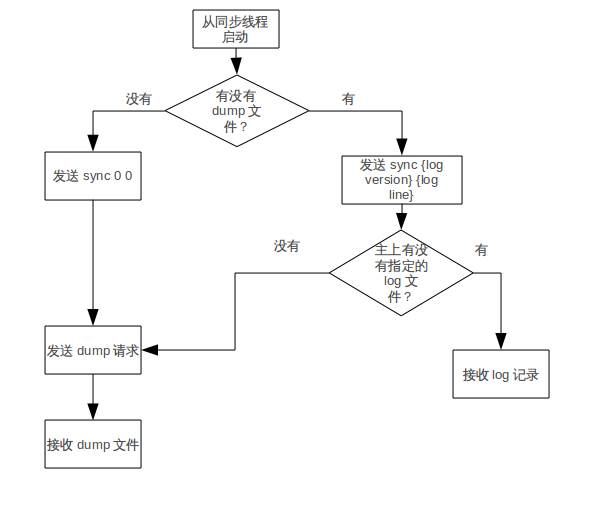 从同步线程
启动
没有
有没有
dump 文
件？
有
发送 sync 0 0
发送 sync {log
version} {log
line}
没有
主上有没
有指定的
log 文
件？
有
发送 dump 请求
接收 log 记录
接收 dump 文件